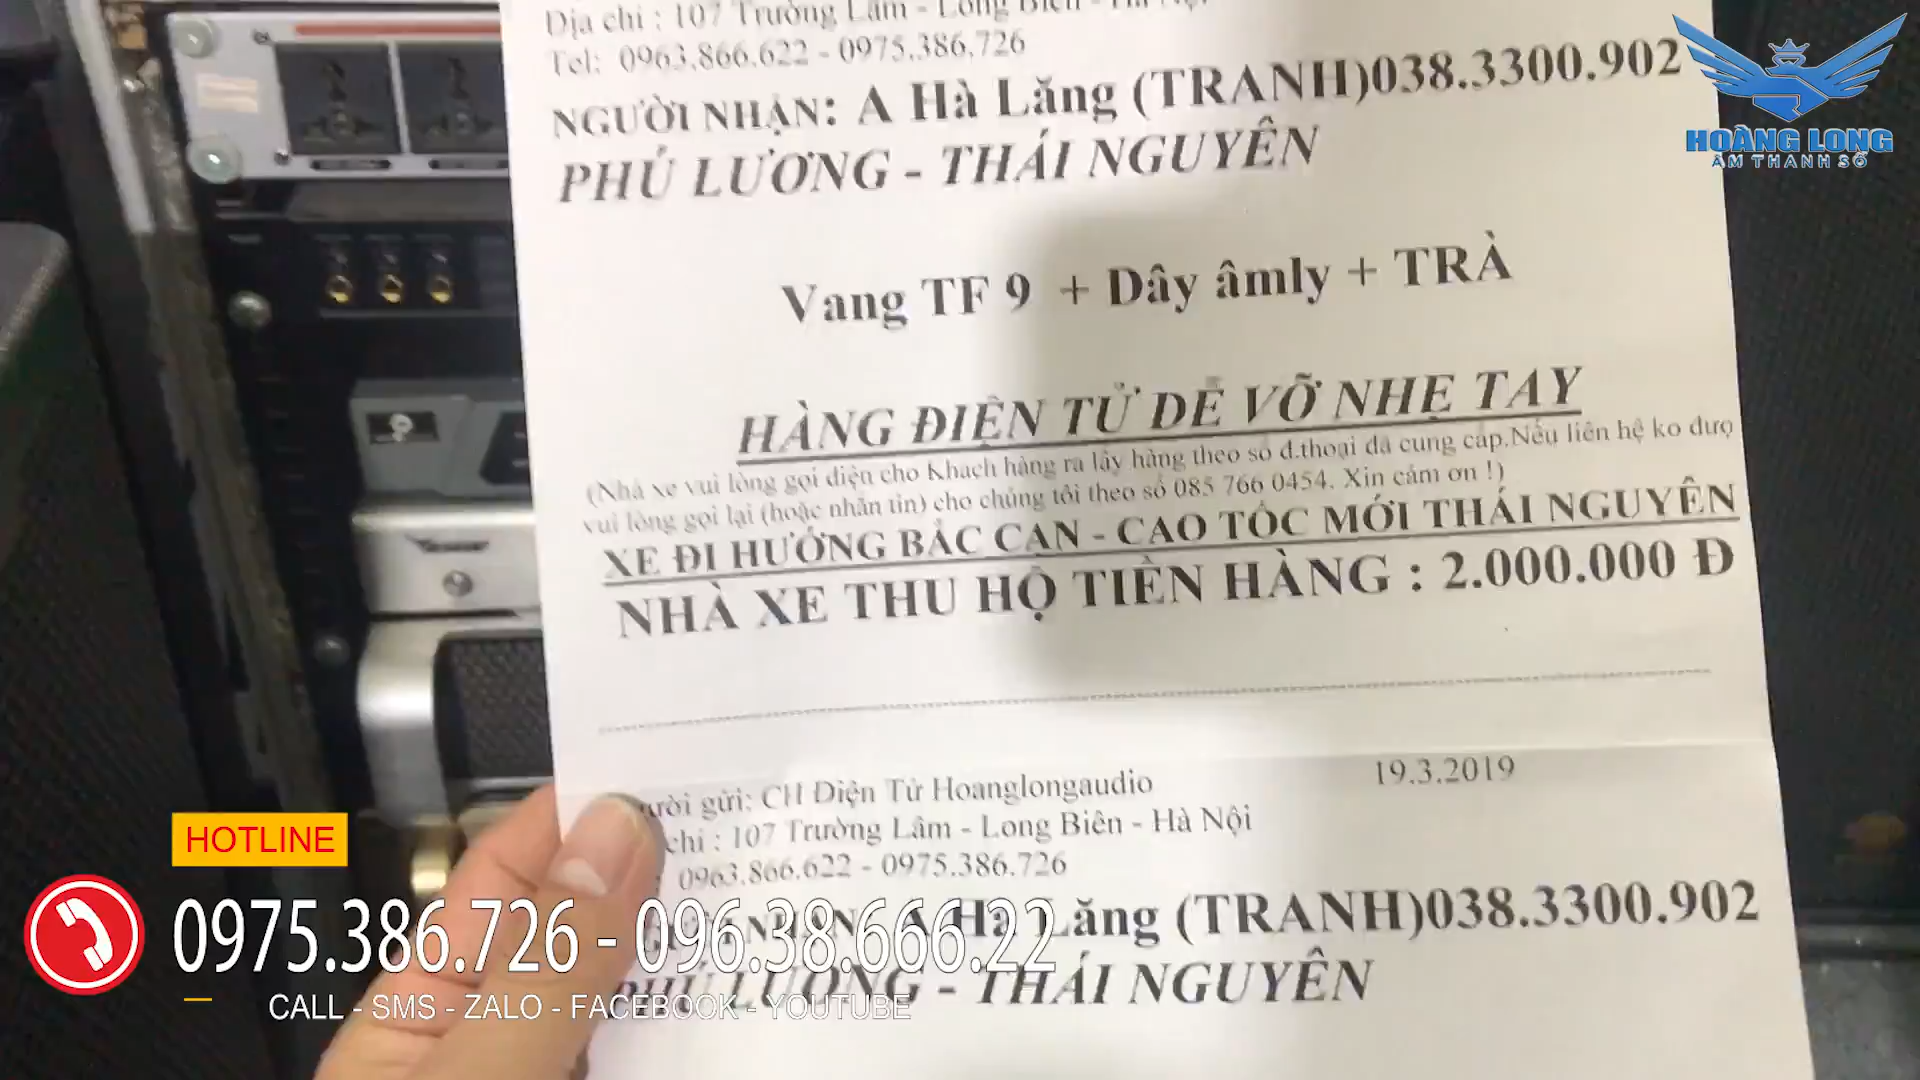 Địa chỉ : 107 Trường Lâm - Long Biên - Hà Nội
Tel: 0963.866.622 - 0975.386.726
NGƯỜI NHẬN: A Hà Lăng (TRANH)038.3300.902
PHÚ LƯƠNG - THÁI NGUYÊN
HOÀNG LONG
ÂM THANH SỐ
Vang TF 9 + Dây âmly + TRÀ
HÀNG ĐIỆN TỬ DỄ VỠ NHẸ TAY
(Nhà xe vui lòng gọi điện cho Khách hàng ra lấy hàng theo số đ.thoại đã cung cấp.Nếu liên hệ ko đượ
vui lòng gọi lại (hoặc nhắn tin) cho chúng tôi theo số 085 766 0454. Xin cám ơn !)
XE ĐI HƯỚNG BẮC CẠN - CAO TỐC MỚI THÁI NGUYÊN
NHÀ XE THU HỘ TIỀN HÀNG : 2.000.000 Đ
19.3.2019
gười gửi: CH Điện Tử Hoanglongaudio
chỉ : 107 Trường Lâm - Long Biên - Hà Nội
: 0963.866.622 - 0975.386.726
NHẬN: A Hà Lăng (TRANH)038.3300.902
PHÚ LƯƠNG - THÁI NGUYÊN
HOTLINE
0975.386.726 - 096.38.666.22
CALL - SMS - ZALO - FACEBOOK - YOUTUBE